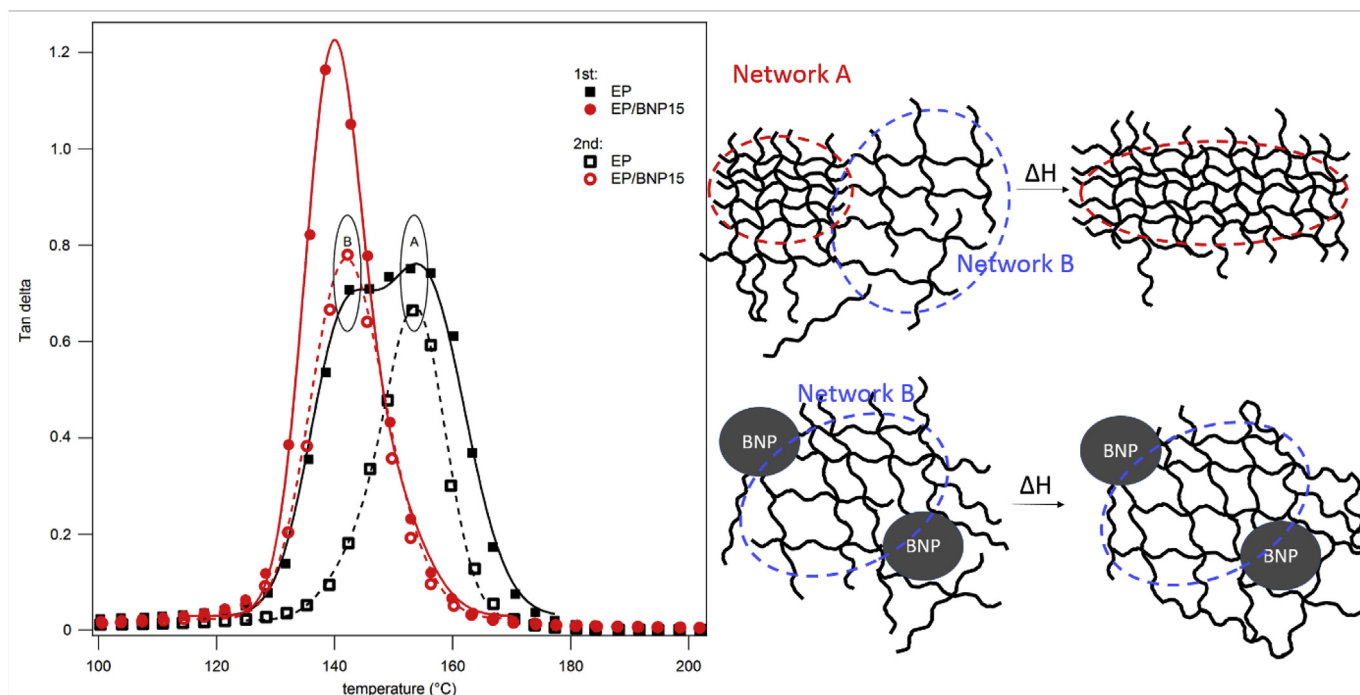 1.2
1.0
0.8
0.6
0.4
0.2
0
Tan delta
100
120
140
160
180
200
temperature (°C)
1st:
EP
EP/BNP15
2nd:
EP
EP/BNP15
B
A
Network A
Network B
ΔH
Network B
BNP
BNP
ΔH
BNP
BNP